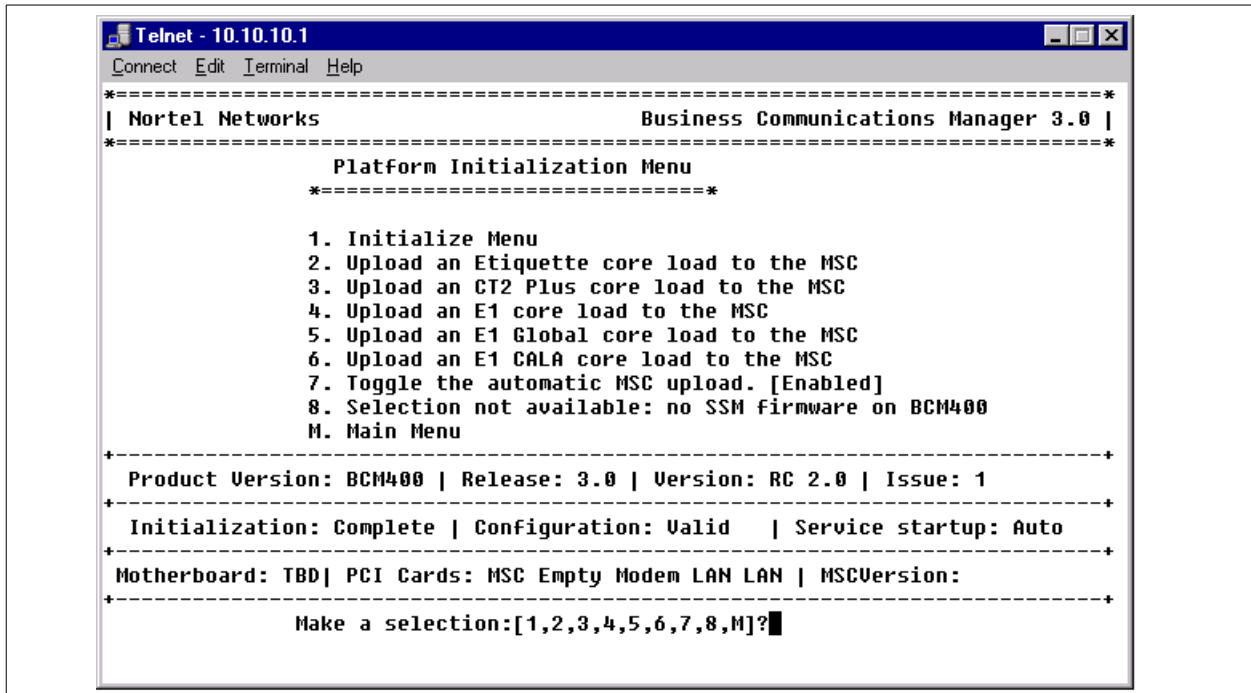 Telnet - 10.10.10.1
Connect Edit Terminal Help
*=============================================================================*
| Nortel Networks Business Communications Manager 3.0 |
*=============================================================================*
Platform Initialization Menu
*==============================*
1. Initialize Menu
2. Upload an Etiquette core load to the MSC
3. Upload an CT2 Plus core load to the MSC
4. Upload an E1 core load to the MSC
5. Upload an E1 Global core load to the MSC
6. Upload an E1 CALA core load to the MSC
7. Toggle the automatic MSC upload. [Enabled]
8. Selection not available: no SSM firmware on BCM400
M. Main Menu
+-----------------------------------------------------------------------------+
Product Version: BCM400 | Release: 3.0 | Version: RC 2.0 | Issue: 1
+-----------------------------------------------------------------------------+
Initialization: Complete | Configuration: Valid | Service startup: Auto
+-----------------------------------------------------------------------------+
Motherboard: TBD| PCI Cards: MSC Empty Modem LAN LAN | MSCVersion:
+-----------------------------------------------------------------------------+
Make a selection:[1,2,3,4,5,6,7,8,M]?